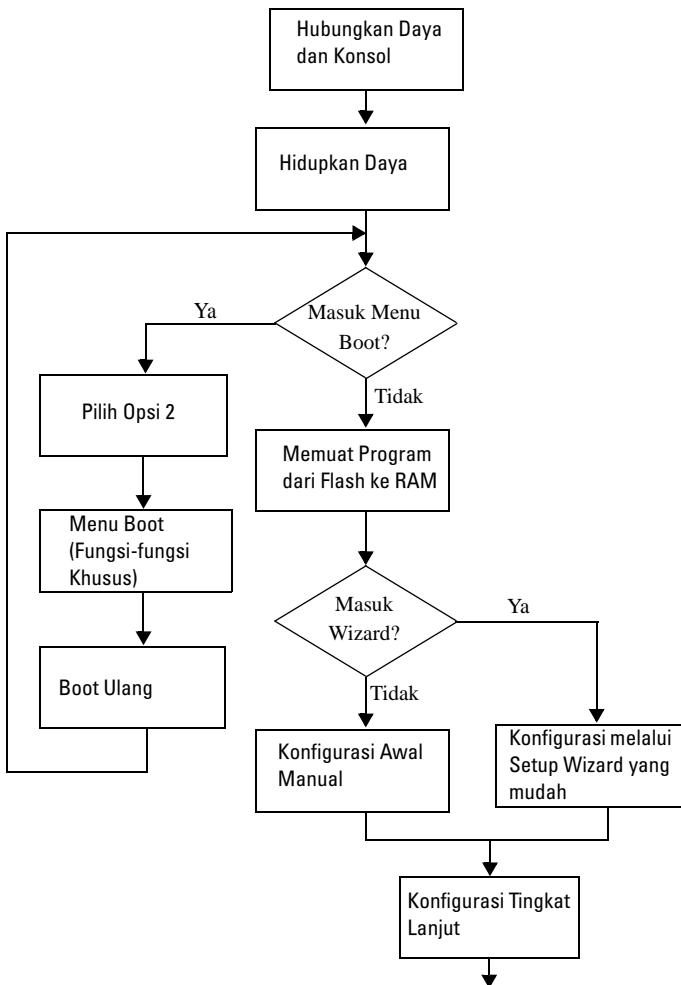 Hubungkan Daya
dan Konsol
Hidupkan Daya
Masuk Menu
Boot?
Ya
Tidak
Pilih Opsi 2
Memuat Program
dari Flash ke RAM
Menu Boot
(Fungsi-fungsi
Khusus)
Masuk
Wizard?
Ya
Tidak
Boot Ulang
Konfigurasi Awal
Manual
Konfigurasi melalui
Setup Wizard yang
mudah
Konfigurasi Tingkat
Lanjut